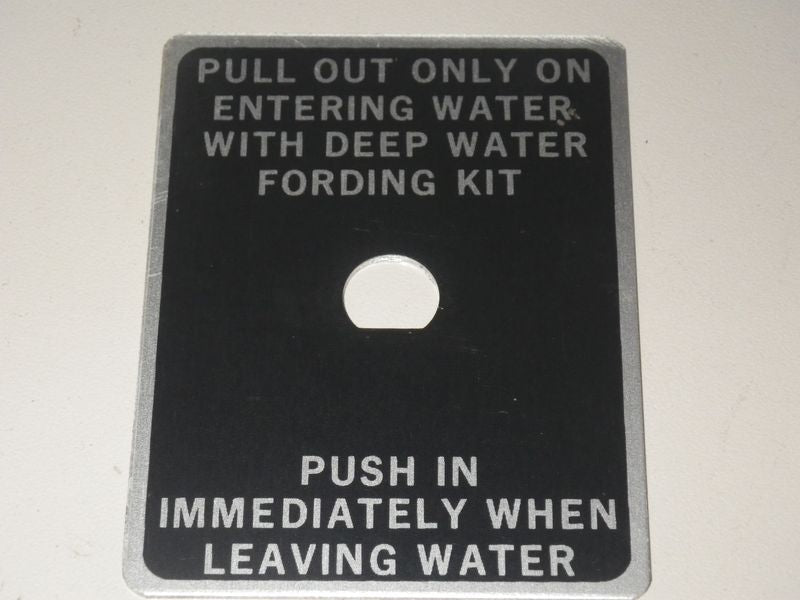 PULL OUT ONLY ON
ENTERING WATER
WITH DEEP WATER
FORDING KIT
PUSH IN
IMMEDIATELY WHEN
LEAVING WATER